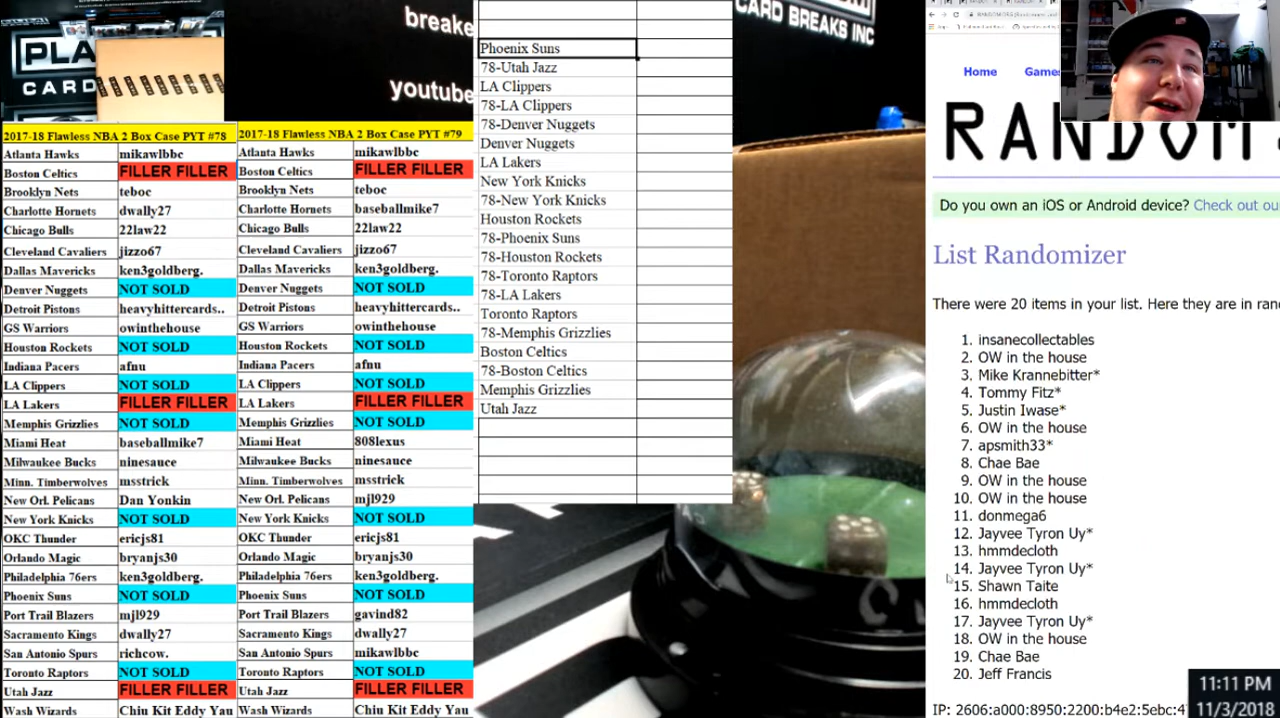 PLA
CARD
breake
youtube
CARD BREAKS INC
2017-18 Flawless NBA 2 Box Case PYT #78
Atlanta Hawks mikawlbbc
Boston Celtics FILLER FILLER
Brooklyn Nets teboc
Charlotte Hornets dwally27
Chicago Bulls 22law22
Cleveland Cavaliers jizzo67
Dallas Mavericks ken3goldberg.
Denver Nuggets NOT SOLD
Detroit Pistons heavyhittercards..
GS Warriors owinthehouse
Houston Rockets NOT SOLD
Indiana Pacers afnu
LA Clippers NOT SOLD
LA Lakers FILLER FILLER
Memphis Grizzlies NOT SOLD
Miami Heat baseballmike7
Milwaukee Bucks ninesauce
Minn. Timberwolves msstrick
New Orl. Pelicans Dan Yonkin
New York Knicks NOT SOLD
OKC Thunder ericjs81
Orlando Magic bryanjs30
Philadelphia 76ers ken3goldberg.
Phoenix Suns NOT SOLD
Port Trail Blazers mjl929
Sacramento Kings dwally27
San Antonio Spurs richcow.
Toronto Raptors NOT SOLD
Utah Jazz FILLER FILLER
Wash Wizards Chiu Kit Eddy Yau
2017-18 Flawless NBA 2 Box Case PYT #79
Atlanta Hawks mikawlbbc
Boston Celtics FILLER FILLER
Brooklyn Nets teboc
Charlotte Hornets baseballmike7
Chicago Bulls 22law22
Cleveland Cavaliers jizzo67
Dallas Mavericks ken3goldberg.
Denver Nuggets NOT SOLD
Detroit Pistons heavyhittercards..
GS Warriors owinthehouse
Houston Rockets NOT SOLD
Indiana Pacers afnu
LA Clippers NOT SOLD
LA Lakers FILLER FILLER
Memphis Grizzlies NOT SOLD
Miami Heat 808lexus
Milwaukee Bucks ninesauce
Minn. Timberwolves msstrick
New Orl. Pelicans mjl929
New York Knicks NOT SOLD
OKC Thunder ericjs81
Orlando Magic bryanjs30
Philadelphia 76ers ken3goldberg.
Phoenix Suns NOT SOLD
Port Trail Blazers gavind82
Sacramento Kings dwally27
San Antonio Spurs mikawlbbc
Toronto Raptors NOT SOLD
Utah Jazz FILLER FILLER
Wash Wizards Chiu Kit Eddy Yau
Phoenix Suns
78-Utah Jazz
LA Clippers
78-LA Clippers
78-Denver Nuggets
Denver Nuggets
LA Lakers
New York Knicks
78-New York Knicks
Houston Rockets
78-Phoenix Suns
78-Houston Rockets
78-Toronto Raptors
78-LA Lakers
Toronto Raptors
78-Memphis Grizzlies
Boston Celtics
78-Boston Celtics
Memphis Grizzlies
Utah Jazz
Home Games
RANDOM
Do you own an iOS or Android device? Check out ou
List Randomizer
There were 20 items in your list. Here they are in ran
1. insanecollectables
2. OW in the house
3. Mike Krannebitter*
4. Tommy Fitz*
5. Justin Iwase*
6. OW in the house
7. apsmith33*
8. Chae Bae
9. OW in the house
10. OW in the house
11. donmega6
12. Jayvee Tyron Uy*
13. hmmdecloth
14. Jayvee Tyron Uy*
15. Shawn Taite
16. hmmdecloth
17. Jayvee Tyron Uy*
18. OW in the house
19. Chae Bae
20. Jeff Francis
IP: 2606:a000:8950:2200:b4e2:5ebc:4
11:11 PM
11/3/2018